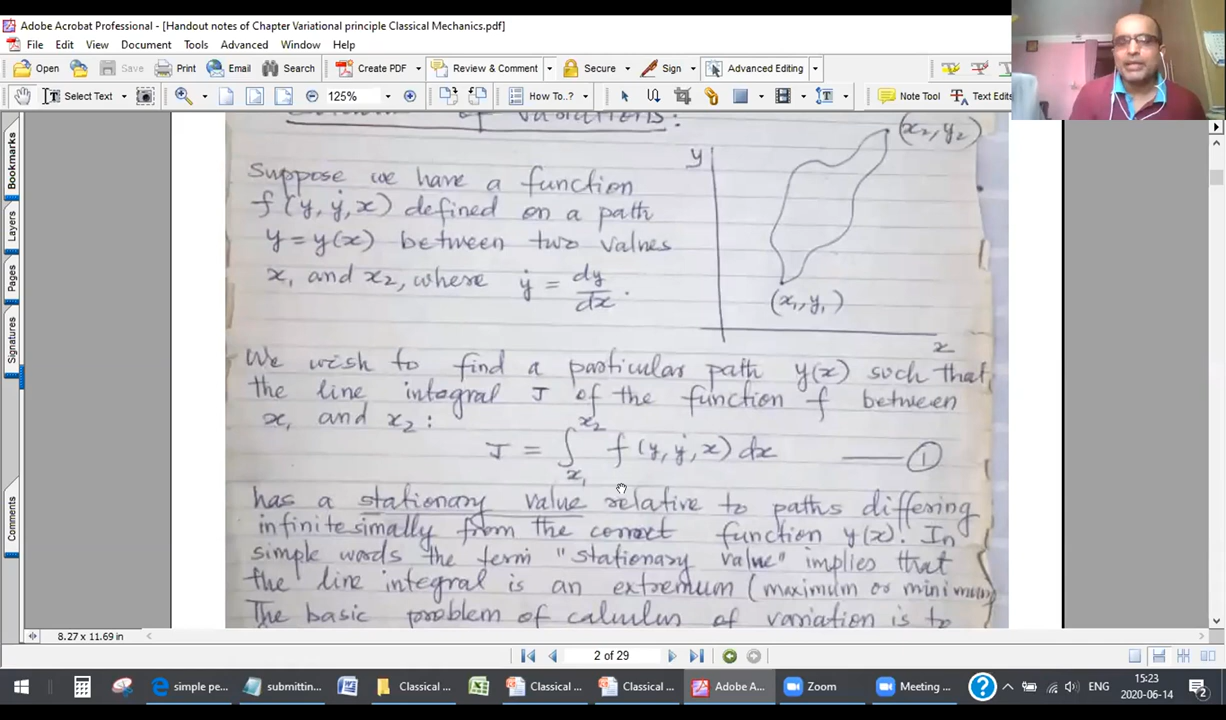 Adobe Acrobat Professional - [Handout notes of Chapter Variational principle Classical Mechanics.pdf]
File Edit View Document Tools Advanced Window Help
Open Save Print Email Search Create PDF Review & Comment Secure Sign Advanced Editing
Select Text 125% How To..? Note Tool Text Edits
Bookmarks
Layers
Pages
Signatures
Comments
of variations:
(x₂, y₂)
y
Suppose we have a function
f(y, ẏ, x) defined on a path
y = y(x) between two values
x₁ and x₂, where ẏ = dy/dx .
(x₁, y₁)
x
We wish to find a particular path y(x) such that
the line integral J of the function f between
x₁ and x₂ :
J = ∫ₓ₁ˣ² f(y, ẏ, x) dx —— ①
has a stationary value relative to paths differing
infinitesimally from the correct function y(x). In
simple words the term "stationary value" implies that
the line integral is an extremum (maximum or minimum)
The basic problem of calculus of variation is to
8.27 x 11.69 in
2 of 29
simple pe... submittin... Classical ... Classical ... Classical ... Adobe A... Zoom Meeting ... ENG 15:23
2020-06-14 2